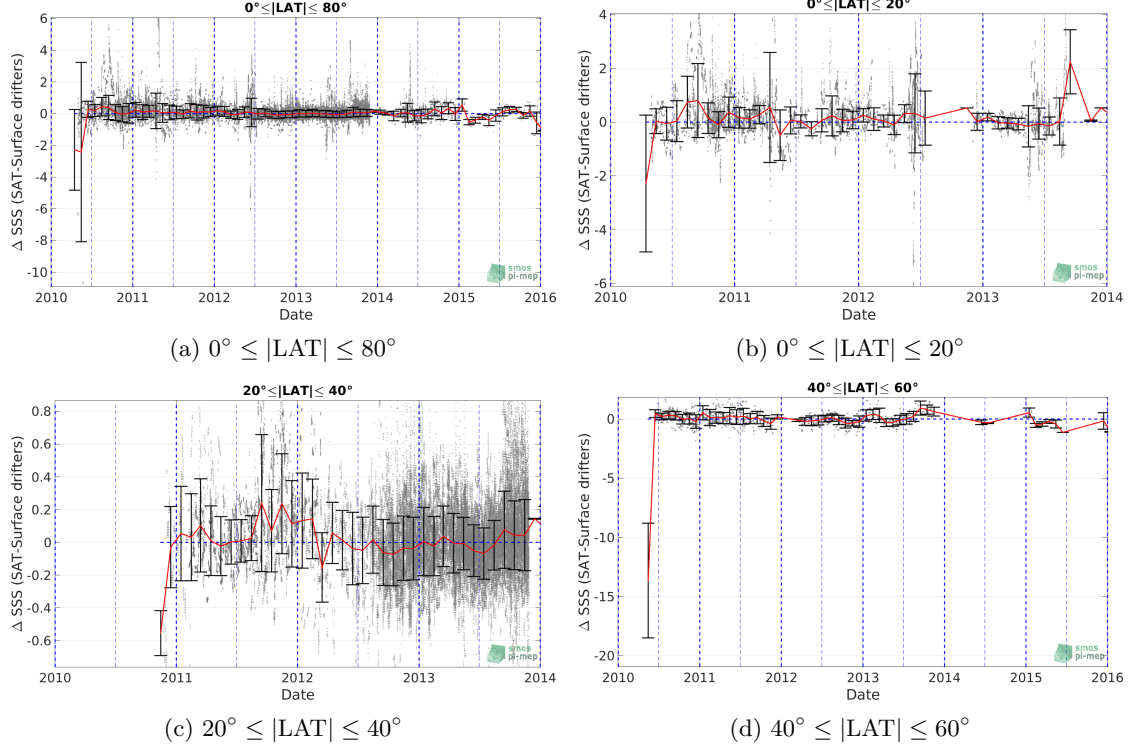 0°≤|LAT|≤ 80°
Δ SSS (SAT-Surface drifters)
6
4
2
0
-2
-4
-6
-8
-10
2010 2011 2012 2013 2014 2015 2016
Date
smos
pi-mep
(a) 0° ≤ |LAT| ≤ 80°
0°≤|LAT|≤ 20°
Δ SSS (SAT-Surface drifters)
4
2
0
-2
-4
-6
2010 2011 2012 2013 2014
Date
smos
pi-mep
(b) 0° ≤ |LAT| ≤ 20°
20°≤|LAT|≤ 40°
Δ SSS (SAT-Surface drifters)
0.8
0.6
0.4
0.2
0
-0.2
-0.4
-0.6
2010 2011 2012 2013 2014
Date
smos
pi-mep
(c) 20° ≤ |LAT| ≤ 40°
40°≤|LAT|≤ 60°
Δ SSS (SAT-Surface drifters)
0
-5
-10
-15
-20
2010 2011 2012 2013 2014 2015 2016
Date
smos
pi-mep
(d) 40° ≤ |LAT| ≤ 60°